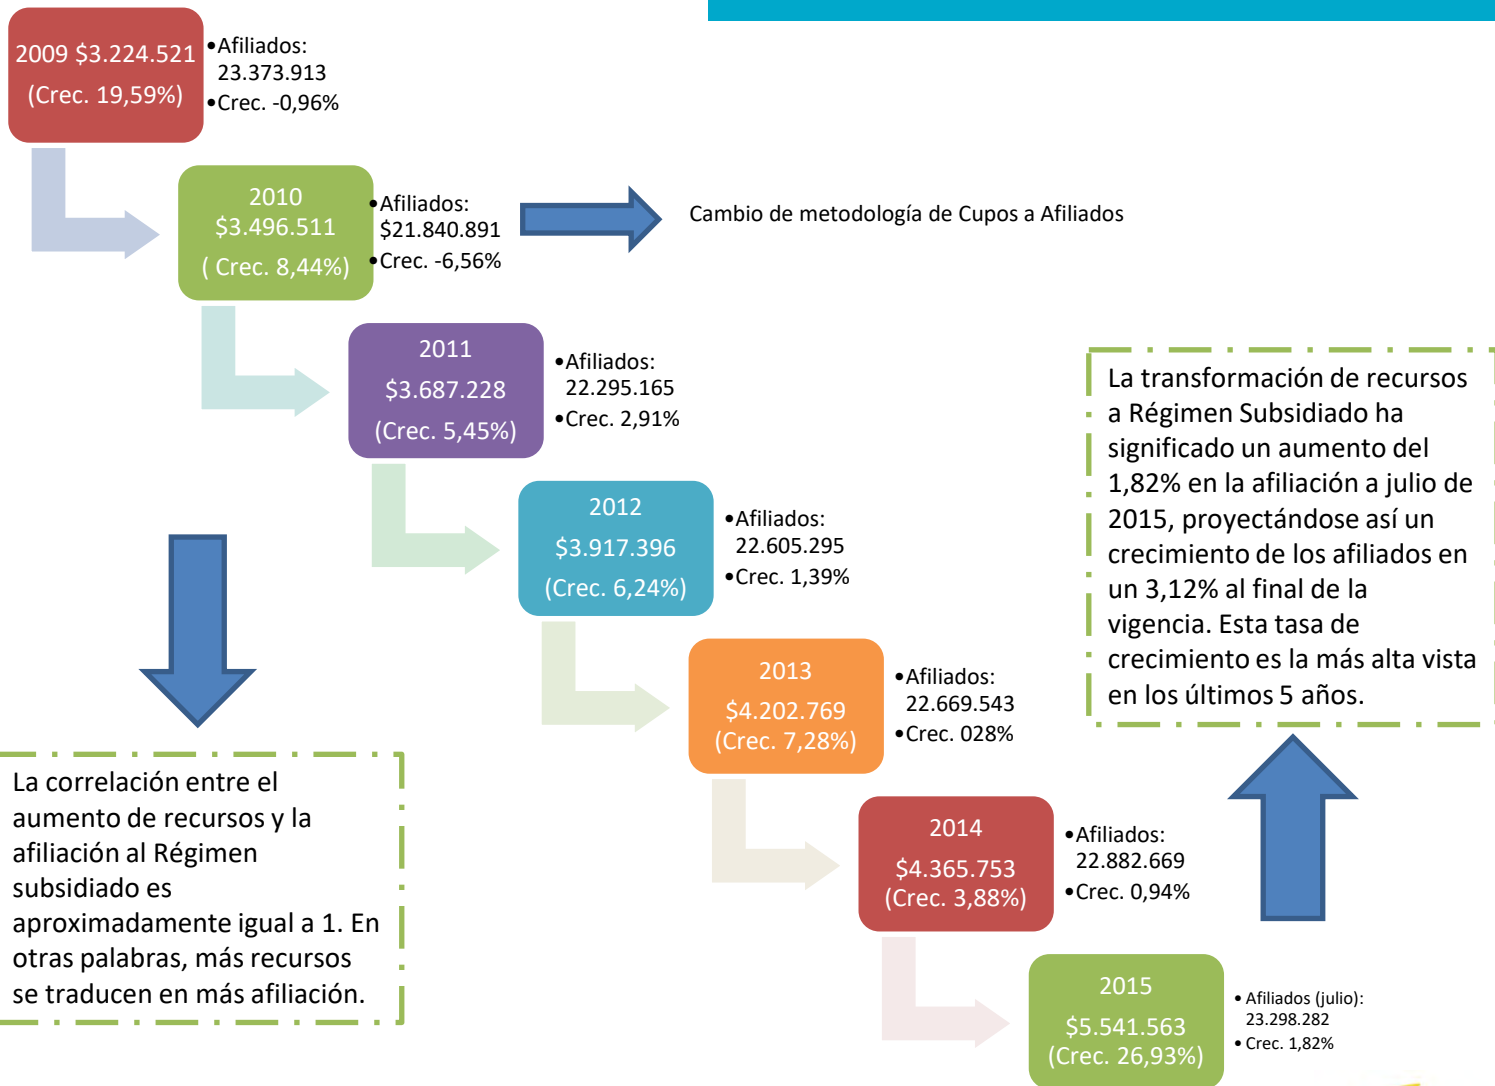 2009 $3.224.521
(Crec. 19,59%)
•Afiliados:
23.373.913
•Crec. -0,96%
2010
$3.496.511
( Crec. 8,44%)
•Afiliados:
$21.840.891
•Crec. -6,56%
Cambio de metodología de Cupos a Afiliados
2011
$3.687.228
(Crec. 5,45%)
•Afiliados:
22.295.165
•Crec. 2,91%
2012
$3.917.396
(Crec. 6,24%)
•Afiliados:
22.605.295
•Crec. 1,39%
La transformación de recursos
a Régimen Subsidiado ha
significado un aumento del
1,82% en la afiliación a julio de
2015, proyectándose así un
crecimiento de los afiliados en
un 3,12% al final de la
vigencia. Esta tasa de
crecimiento es la más alta vista
en los últimos 5 años.
2013
$4.202.769
(Crec. 7,28%)
•Afiliados:
22.669.543
•Crec. 028%
La correlación entre el
aumento de recursos y la
afiliación al Régimen
subsidiado es
aproximadamente igual a 1. En
otras palabras, más recursos
se traducen en más afiliación.
2014
$4.365.753
(Crec. 3,88%)
•Afiliados:
22.882.669
•Crec. 0,94%
2015
$5.541.563
(Crec. 26,93%)
• Afiliados (julio):
23.298.282
• Crec. 1,82%